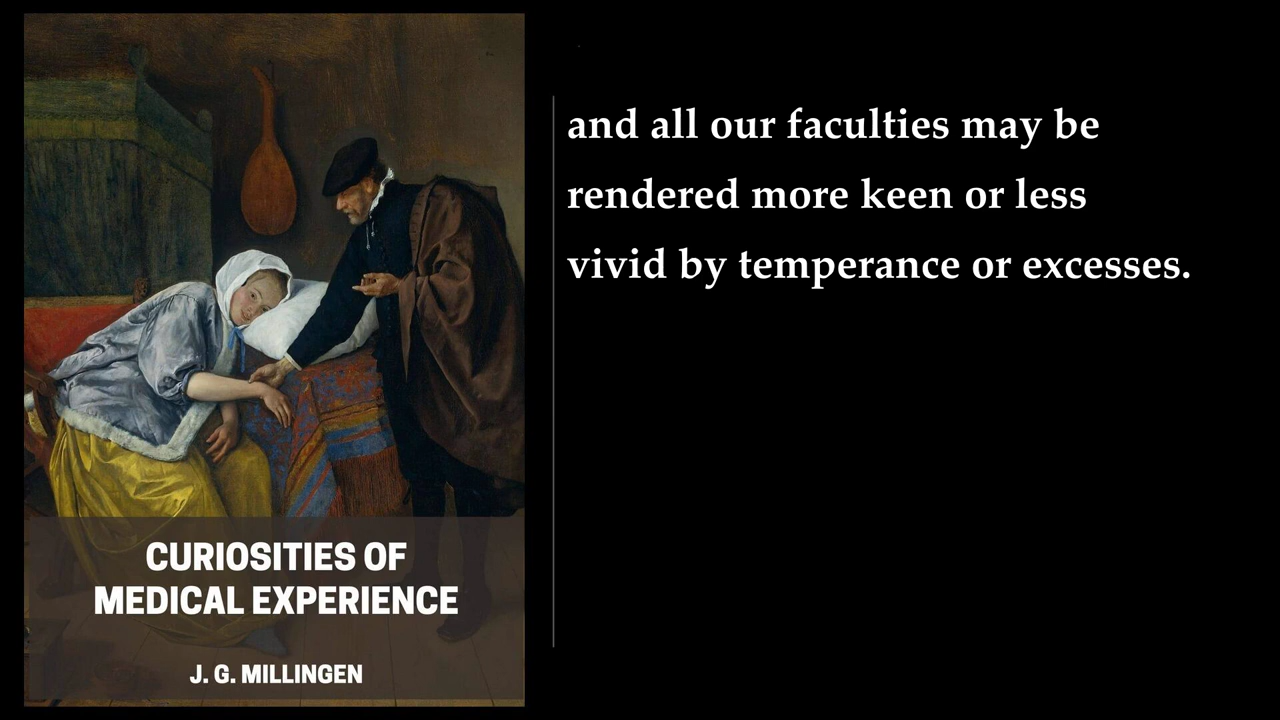 and all our faculties may be
rendered more keen or less
vivid by temperance or excesses.
CURIOSITIES OF
MEDICAL EXPERIENCE
J. G. MILLINGEN